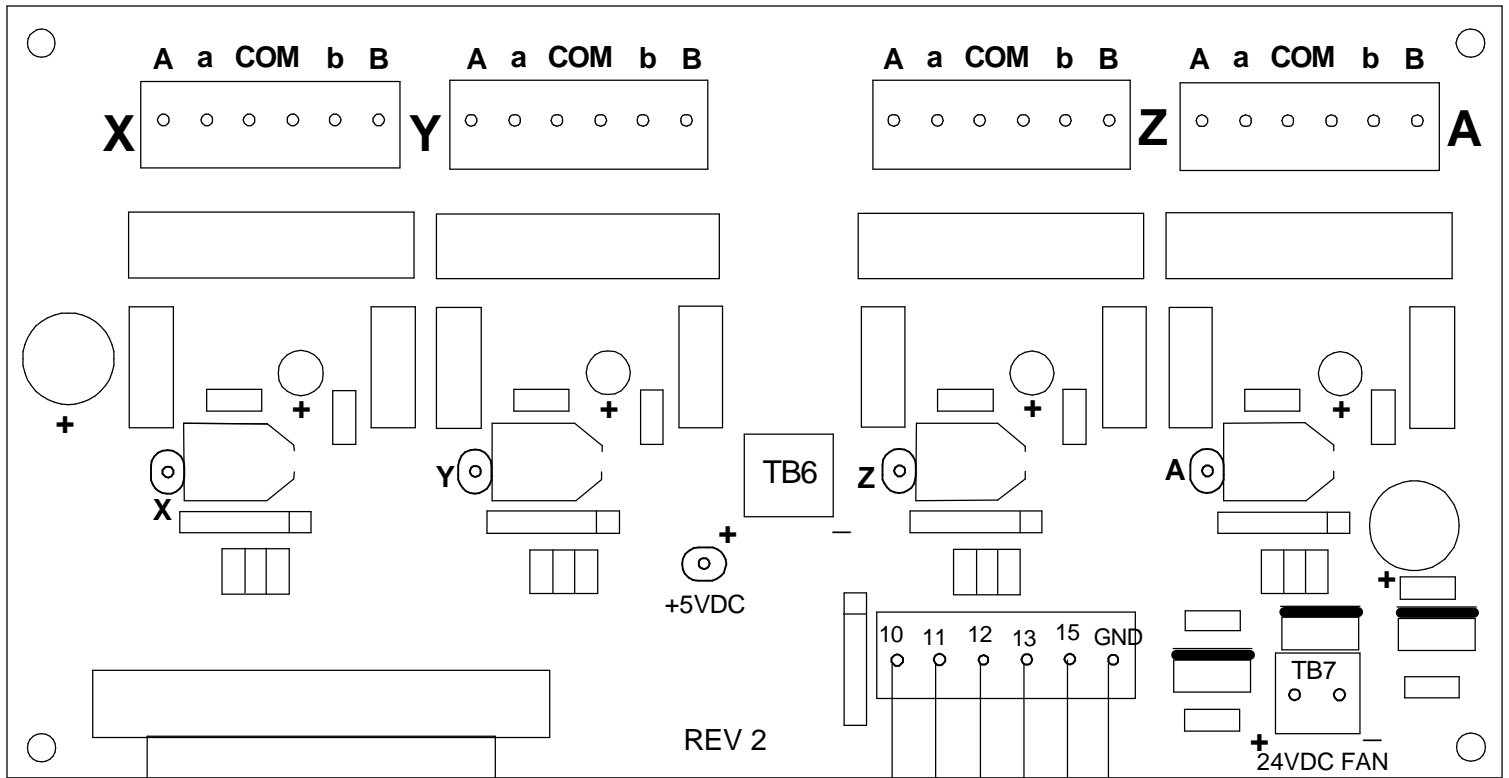 A a COM b B A a COM b B A a COM b B A a COM b B
X Y Z A
+ + + + +
X Y Z A
TB6
+ –
+5VDC
+
10 11 12 13 15 GND
TB7
REV 2
+ –
24VDC FAN